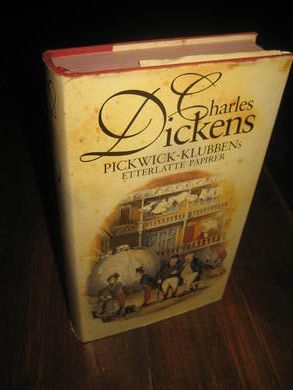 Charles
Dickens
PICKWICK-KLUBBENs
ETTERLATTE PAPIRER